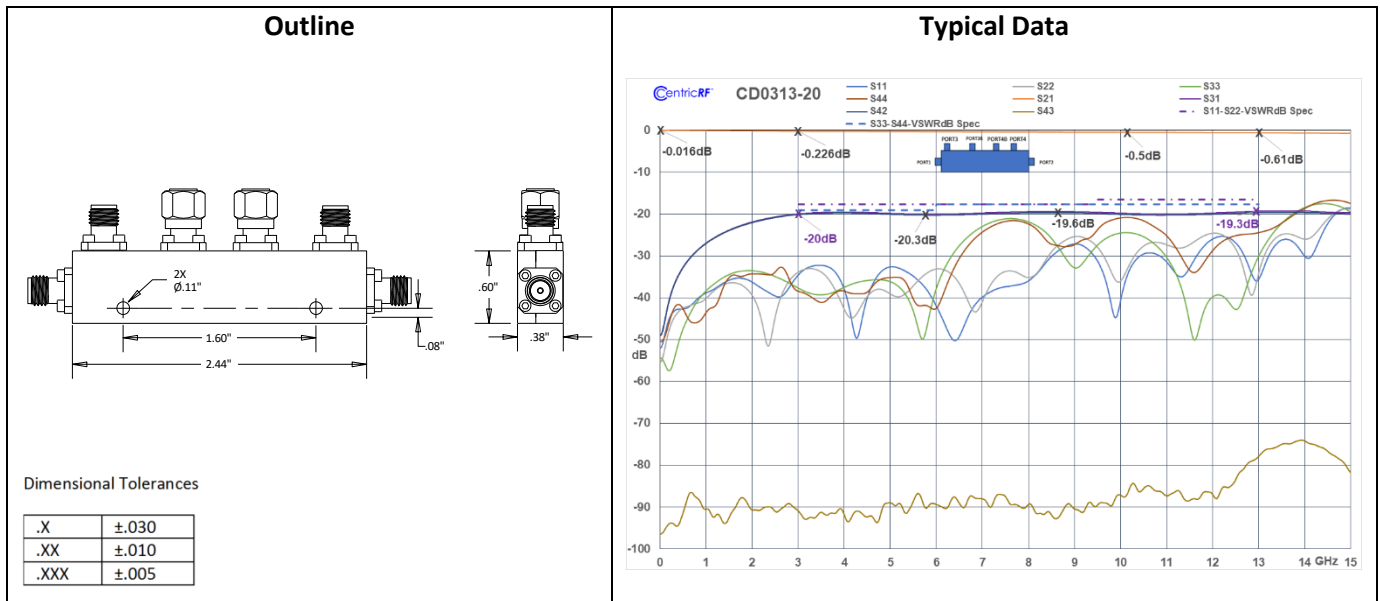 Outline
2X
Ø.11"
1.60"
2.44"
.08"
.60"
.38"
Dimensional Tolerances
.X ±.030
.XX ±.010
.XXX ±.005
Typical Data
CentricRF CD0313-20
S11 S22 S33
S44 S21 S31
S42 S43 S11-S22-VSWRdB Spec
S33-S44-VSWRdB Spec
0
-10
-20
-30
-40
-50
dB
-60
-70
-80
-90
-100
-0.016dB
-0.226dB
-0.5dB
-0.61dB
PORT3
PORT4
PORT1
-20dB
-20.3dB
-19.6dB
-19.3dB
0 1 2 3 4 5 6 7 8 9 10 11 12 13 14 GHz 15